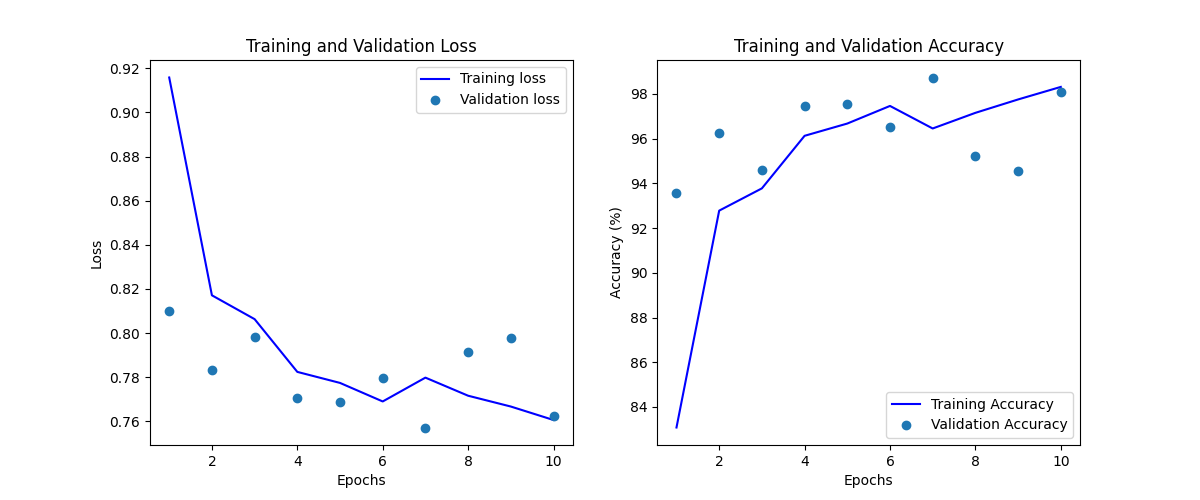 Training and Validation Loss
0.92
0.90
0.88
0.86
0.84
0.82
0.80
0.78
0.76
Loss
2
4
6
8
10
Epochs
Training loss
Validation loss
Training and Validation Accuracy
98
96
94
92
90
88
86
84
Accuracy (%)
2
4
6
8
10
Epochs
Training Accuracy
Validation Accuracy